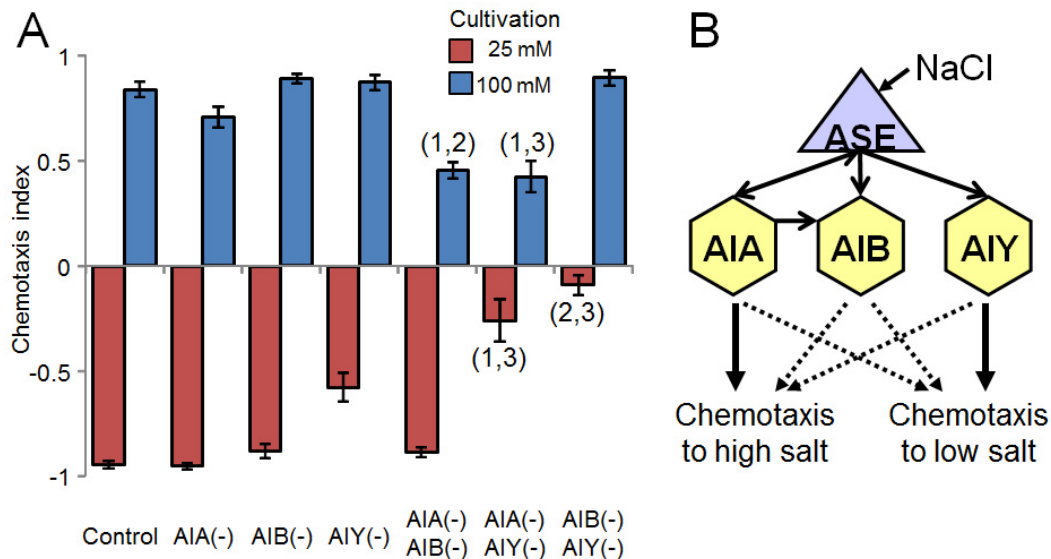 A
Cultivation
25 mM
100 mM
Chemotaxis index
1
0.5
0
-0.5
-1
(1,2)
(1,3)
(1,3)
(2,3)
Control
AIA(-)
AIB(-)
AIY(-)
AIA(-)
AIB(-)
AIA(-)
AIY(-)
AIB(-)
AIY(-)
B
NaCl
ASE
AIA
AIB
AIY
Chemotaxis
to high salt
Chemotaxis
to low salt